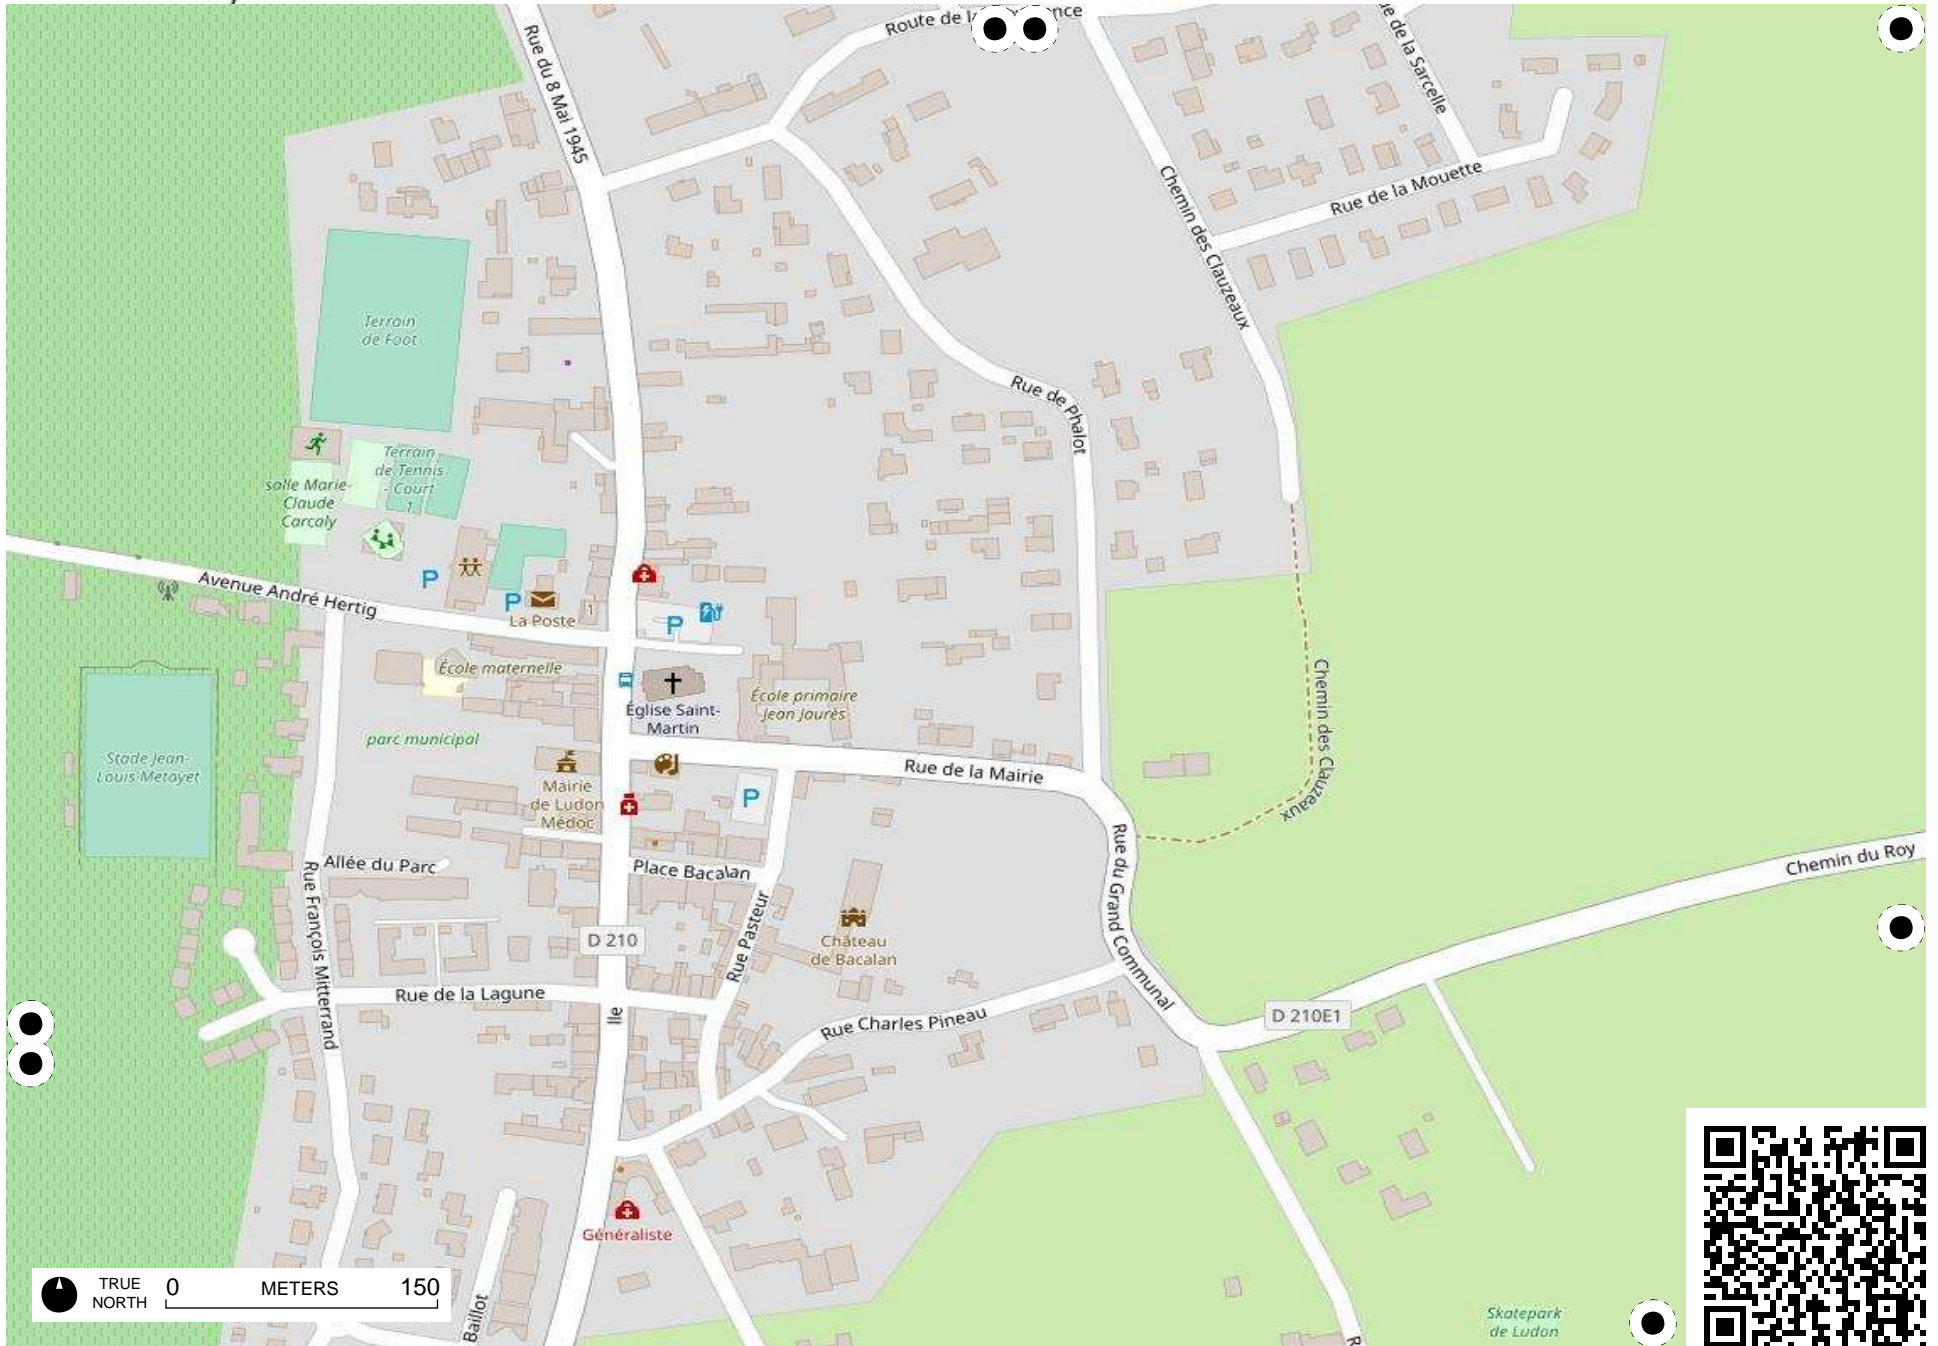 Route de la
nce
Rue du 8 Mai 1945
ue de la Sarcelle
Chemin des Clauzeaux
Rue de la Mouette
Terrain
de Foot
Rue de Phalot
Terrain
de Tennis
- Court
1
salle Marie-
Claude
Carcaly
P
P
La Poste
1
P
Avenue André Hertig
École maternelle
Église Saint-
Martin
École primaire
Jean Jaurès
Chemin des Clauzeaux
parc municipal
Stade Jean-
Louis Metayet
Mairie
de Ludon
Médoc
P
Rue de la Mairie
Allée du Parc
Place Bacalan
Rue du Grand Communal
Chemin du Roy
Rue François Mitterrand
Rue Pasteur
D 210
Château
de Bacalan
Rue de la Lagune
lle
Rue Charles Pineau
D 210E1
Généraliste
TRUE
NORTH
0 METERS 150
Baillot
R
Skatepark
de Ludon